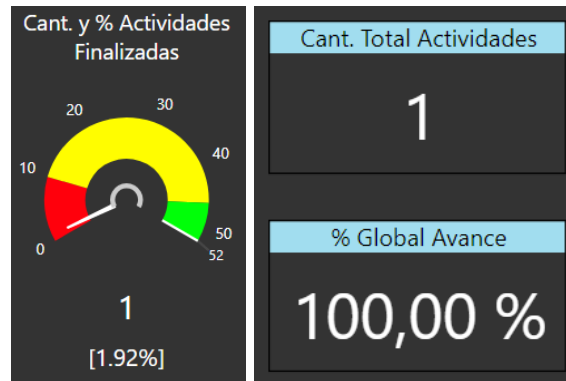 Cant. y % Actividades
Finalizadas
20
30
10
40
0
50
52
1
[1.92%]
Cant. Total Actividades
1
% Global Avance
100,00 %